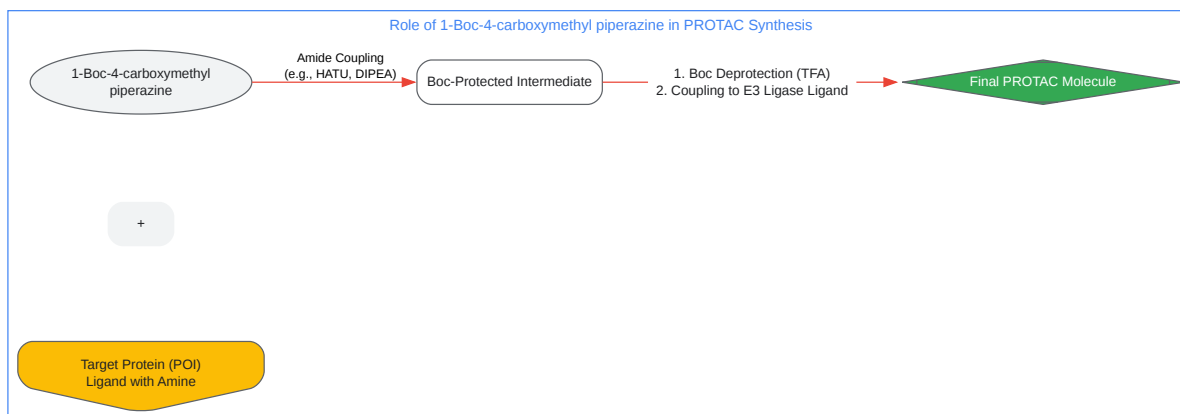 Role of 1-Boc-4-carboxymethyl piperazine in PROTAC Synthesis
1-Boc-4-carboxymethyl
piperazine
Amide Coupling
(e.g., HATU, DIPEA)
Boc-Protected Intermediate
1. Boc Deprotection (TFA)
2. Coupling to E3 Ligase Ligand
Final PROTAC Molecule
+
Target Protein (POI)
Ligand with Amine